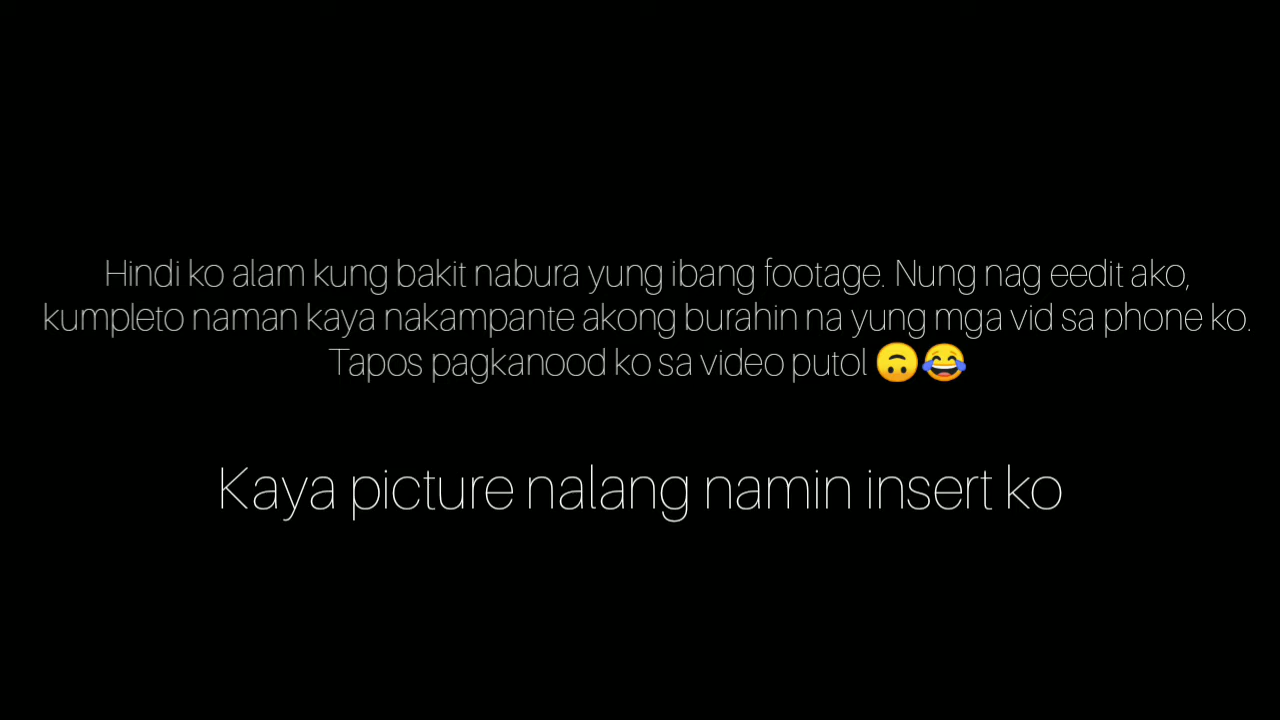 Hindi ko alam kung bakit nabura yung ibang footage. Nung nag eedit ako,
kumpleto naman kaya nakampante akong burahin na yung mga vid sa phone ko.
Tapos pagkanood ko sa video putol 🙃😂
Kaya picture nalang namin insert ko